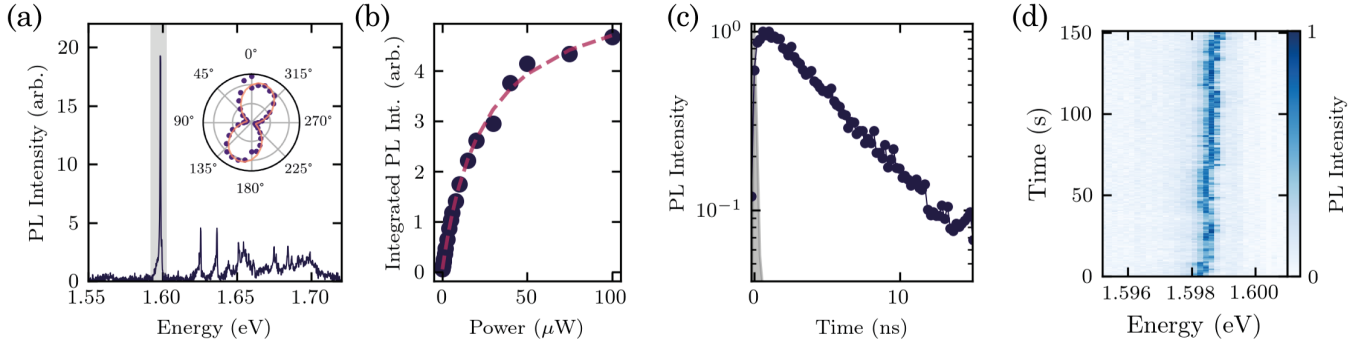 (a)
PL Intensity (arb.)
20
15
10
5
0
1.55
1.60
1.65
1.70
Energy (eV)
0°
45°
315°
90°
270°
135°
225°
180°
(b)
Integrated PL Int. (arb.)
4
3
2
1
0
0
50
100
Power (μW)
(c)
PL Intensity
10⁰
10⁻¹
0
10
Time (ns)
(d)
Time (s)
150
100
50
0
1.596
1.598
1.600
Energy (eV)
1
0
PL Intensity